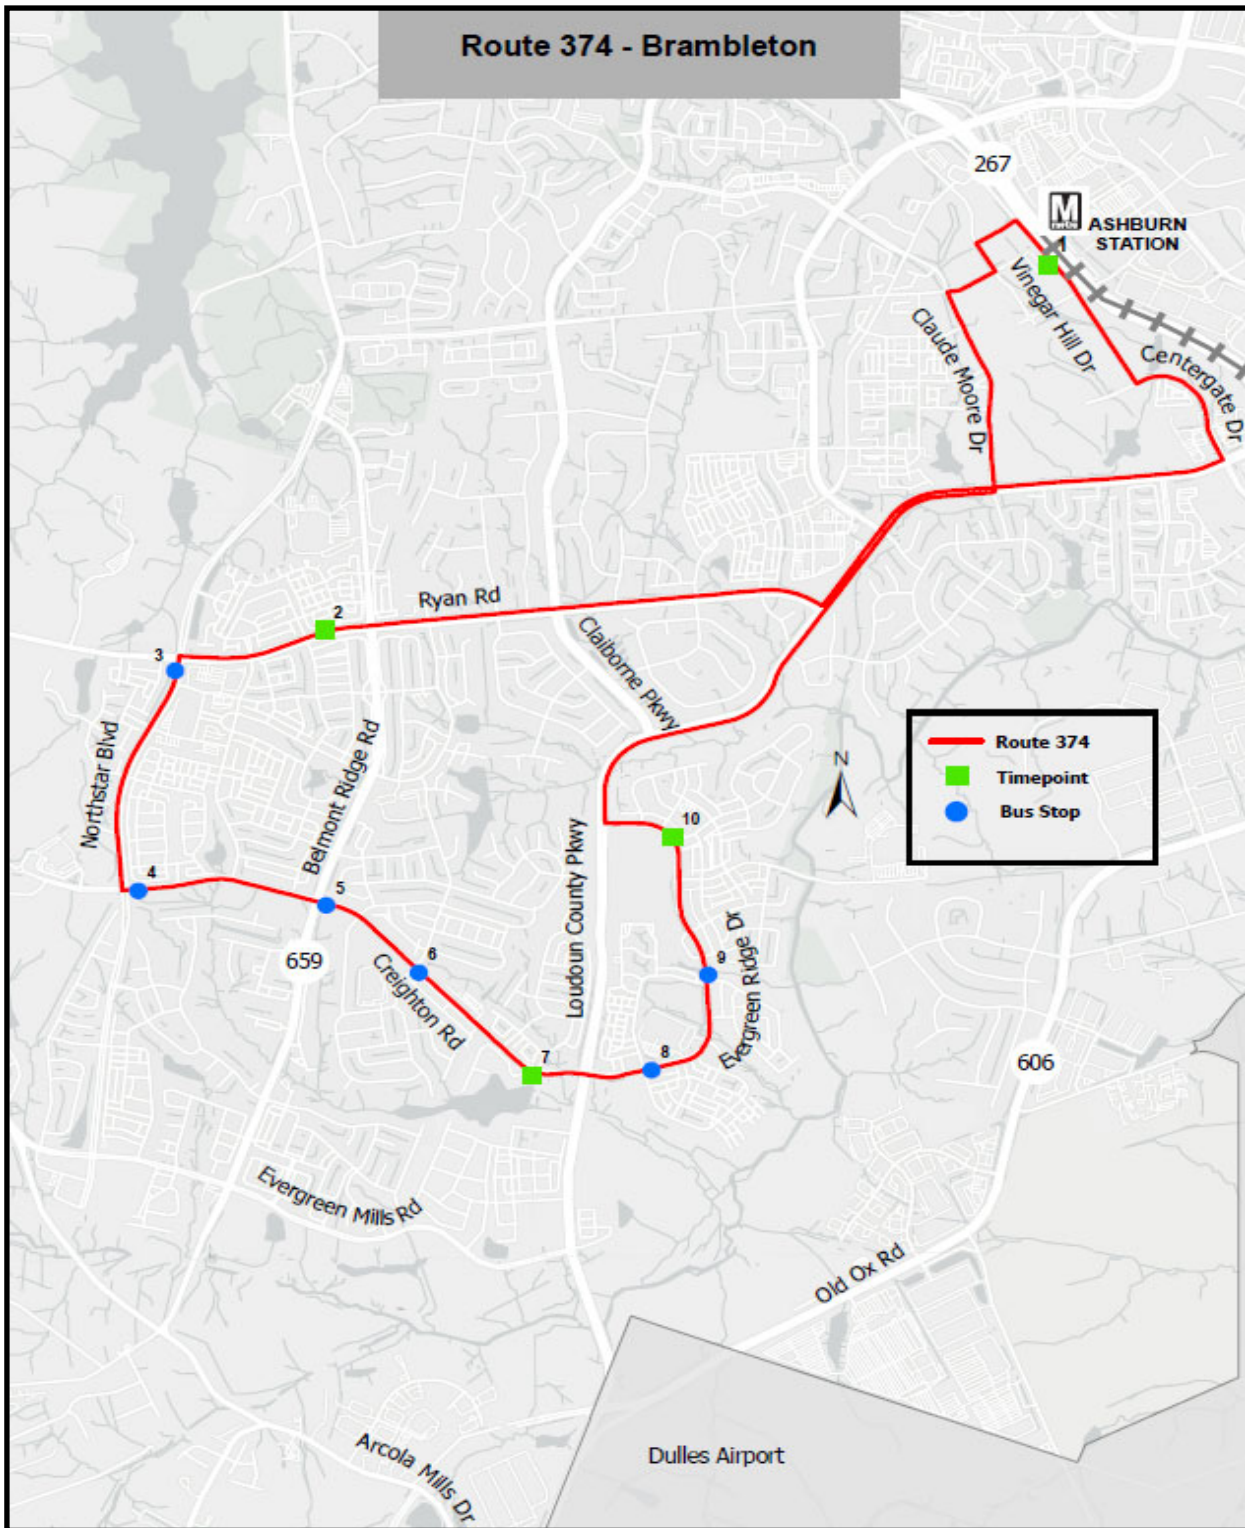 Route 374 - Brambleton
267
M
ASHBURN
STATION
1
Vinegar Hill Dr
Claude Moore Dr
Centergate Dr
Ryan Rd
2
3
Claiborne Pkwy
Northstar Blvd
Belmont Ridge Rd
N
Route 374
Timepoint
Bus Stop
10
4
5
Loudoun County Pkwy
659
6
Creighton Rd
9
Evergreen Ridge Dr
7
8
606
Evergreen Mills Rd
Old Ox Rd
Arcola Mills Dr
Dulles Airport